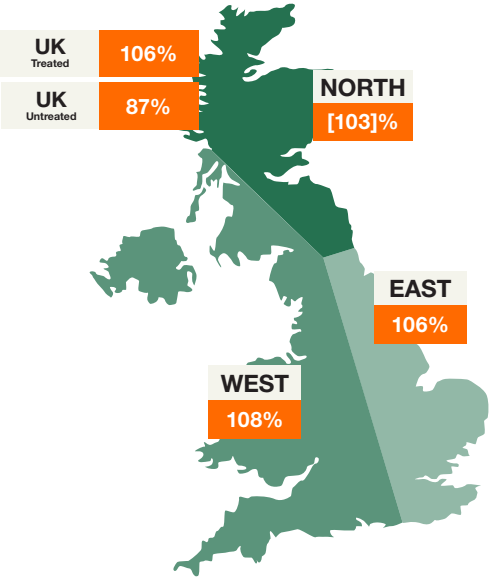 UK
Treated
106%
UK
Untreated
87%
NORTH
[103]%
EAST
106%
WEST
108%